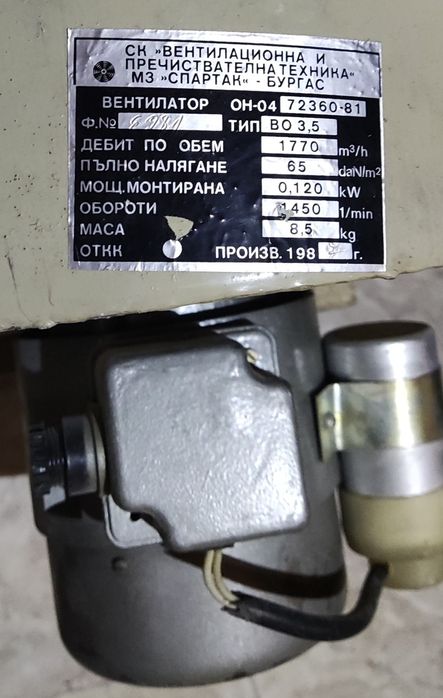 СК »ВЕНТИЛАЦИОННА И
ПРЕЧИСТВАТЕЛНА ТЕХНИКА«
МЗ »СПАРТАК« - БУРГАС
ВЕНТИЛАТОР ОН-04 72360-81
Ф.№ ТИП ВО 3,5
ДЕБИТ ПО ОБЕМ 1770 m³/h
ПЪЛНО НАЛЯГАНЕ 65 daN/m²
МОЩ. МОНТИРАНА 0,120 kW
ОБОРОТИ 1450 1/min
МАСА 8,5 kg
ОТКК ПРОИЗВ. 198 г.